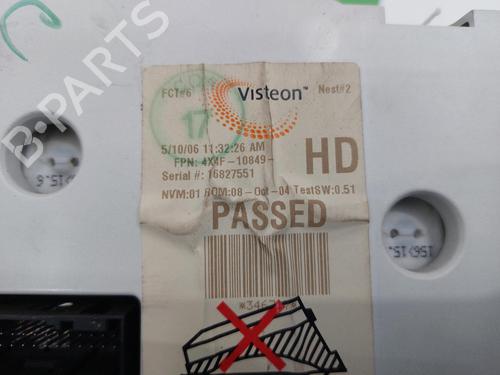 FCT#6 Visteon™ Nest#2
17
5/10/06 11:32:26 AM
FPN: 4X4F-10849- HD
Serial #: 16827551
NVM:01 ROM:08-Oct-04 TestSW:0.51
PASSED
B-PARTS